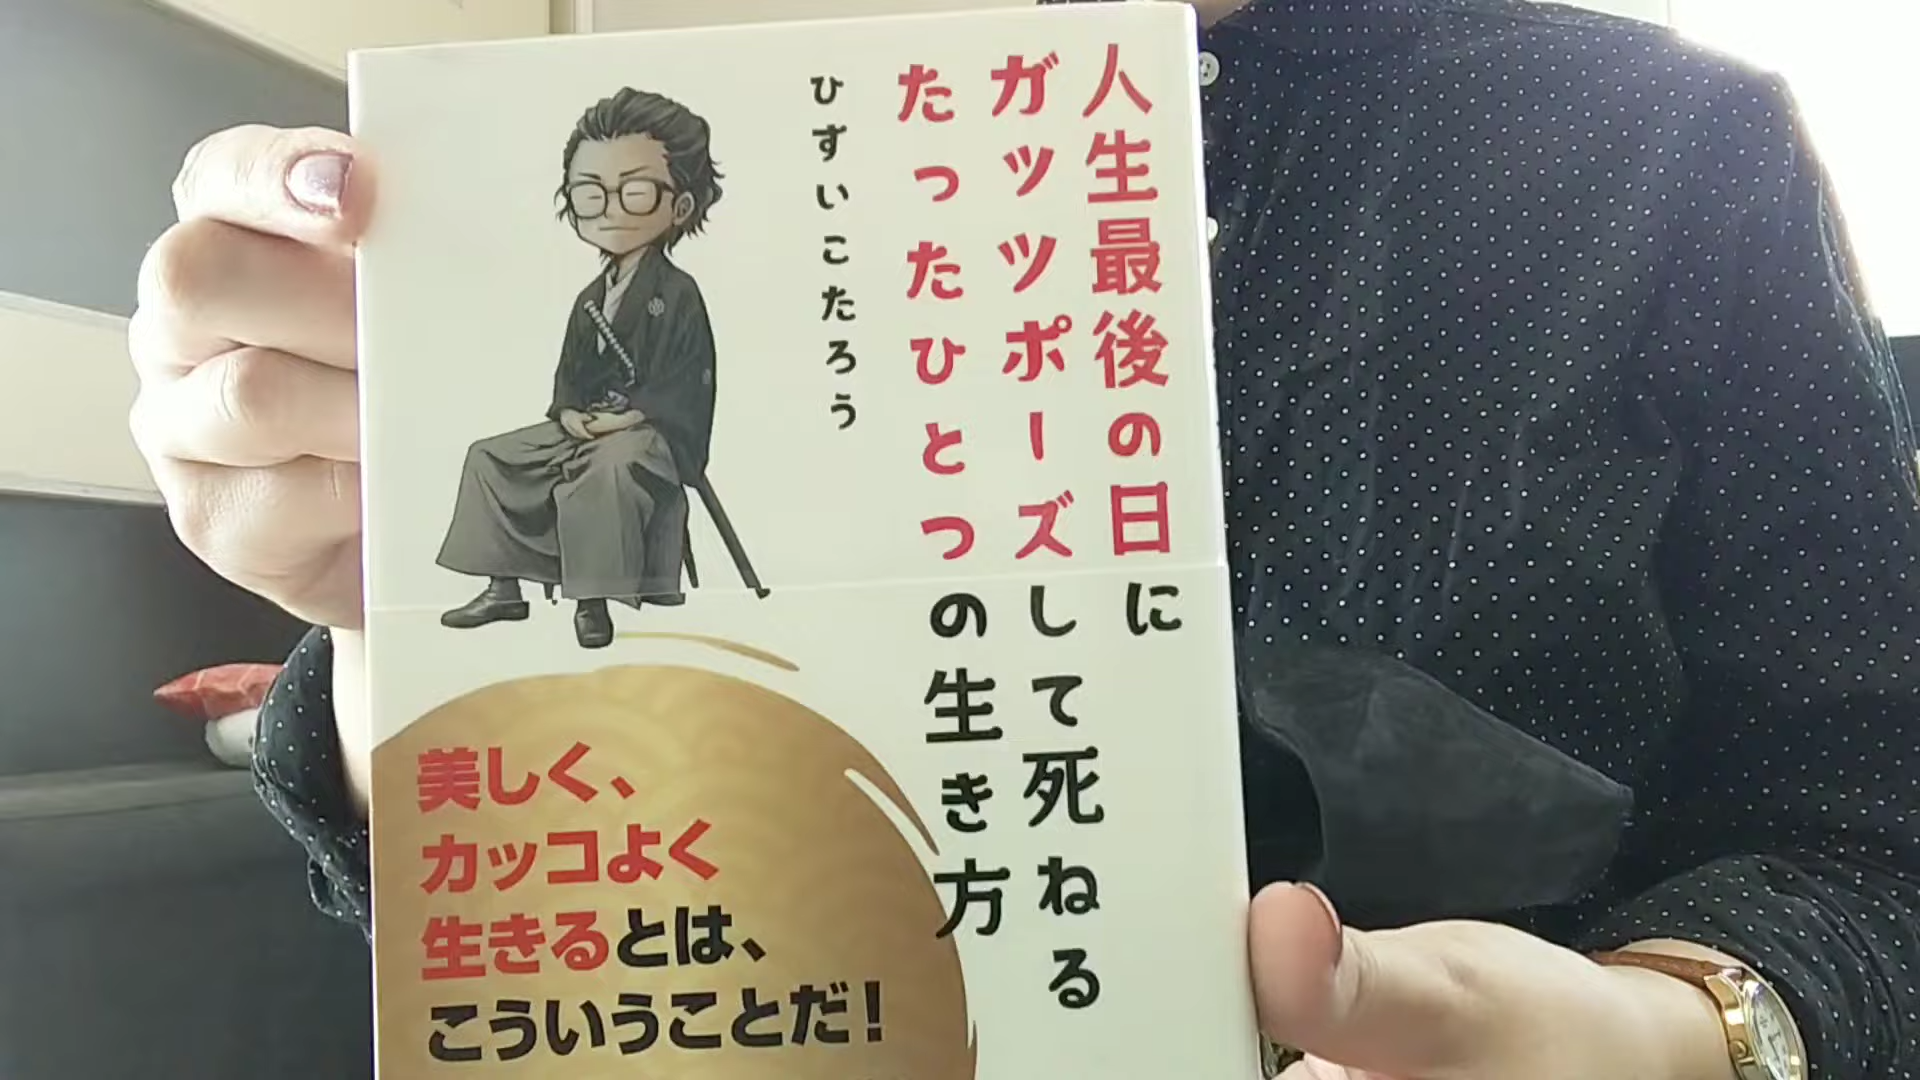 人生最後の日に
ガッツポーズして死ねる
たったひとつの生き方
ひすいこたろう
美しく、
カッコよく
生きるとは、
こういうことだ!